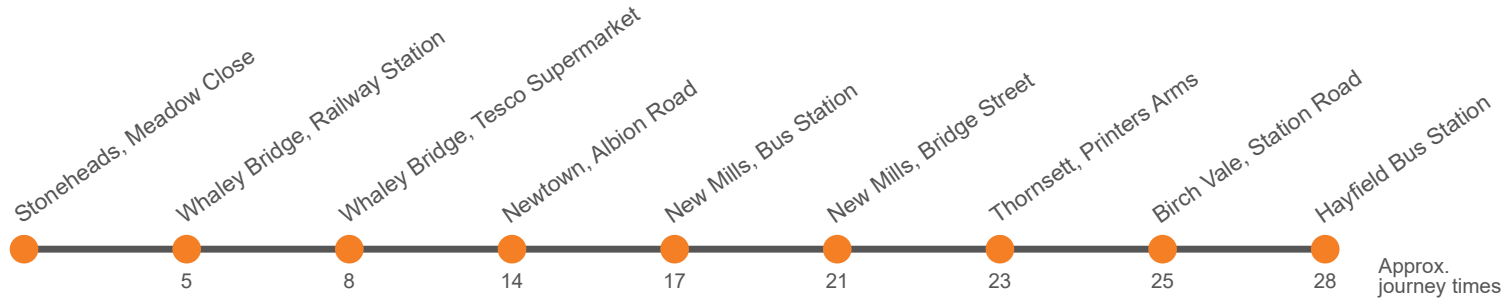 Stoneheads, Meadow Close
Whaley Bridge, Railway Station
Whaley Bridge, Tesco Supermarket
Newtown, Albion Road
New Mills, Bus Station
New Mills, Bridge Street
Thornsett, Printers Arms
Birch Vale, Station Road
Hayfield Bus Station
5
8
14
17
21
23
25
28
Approx.
journey times